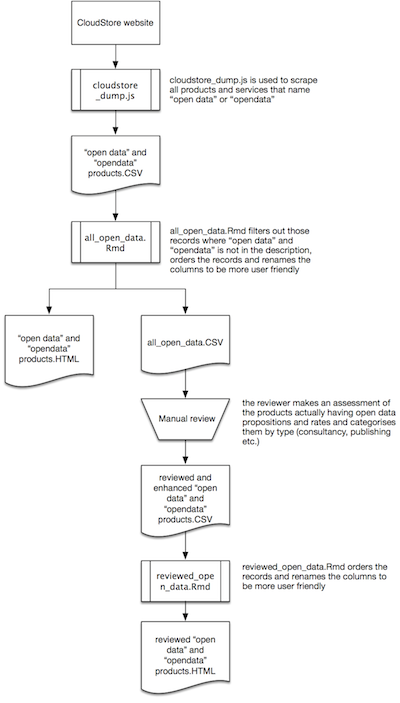 CloudStore website
cloudstore
_dump.js
cloudstore_dump.js is used to scrape
all products and services that name
“open data” or “opendata”
“open data” and
“opendata”
products.CSV
all_open_data.
Rmd
all_open_data.Rmd filters out those
records where “open data” and
“opendata” is not in the description,
orders the records and renames the
columns to be more user friendly
“open data” and
“opendata”
products.HTML
all_open_data.CSV
Manual review
the reviewer makes an assessment of
the products actually having open data
propositions and rates and categorises
them by type (consultancy, publishing
etc.)
reviewed and
enhanced “open
data” and
“opendata”
products.CSV
reviewed_ope
n_data.Rmd
reviewed_open_data.Rmd orders the
records and renames the columns to
be more user friendly
reviewed “open
data” and
“opendata”
products.HTML